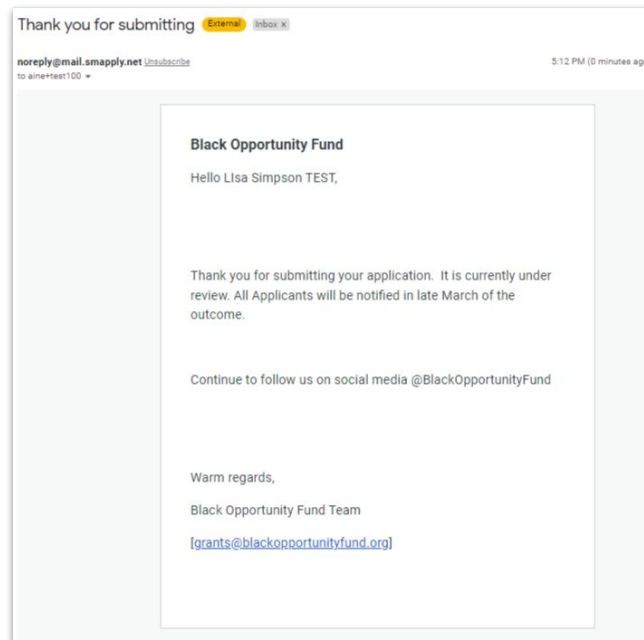 Thank you for submitting External Inbox x
noreply@mail.smapply.net Unsubscribe
5:12 PM (0 minutes ag
to aine+test100
Black Opportunity Fund
Hello LIsa Simpson TEST,
Thank you for submitting your application. It is currently under
review. All Applicants will be notified in late March of the
outcome.
Continue to follow us on social media @BlackOpportunityFund
Warm regards,
Black Opportunity Fund Team
[grants@blackopportunityfund.org]